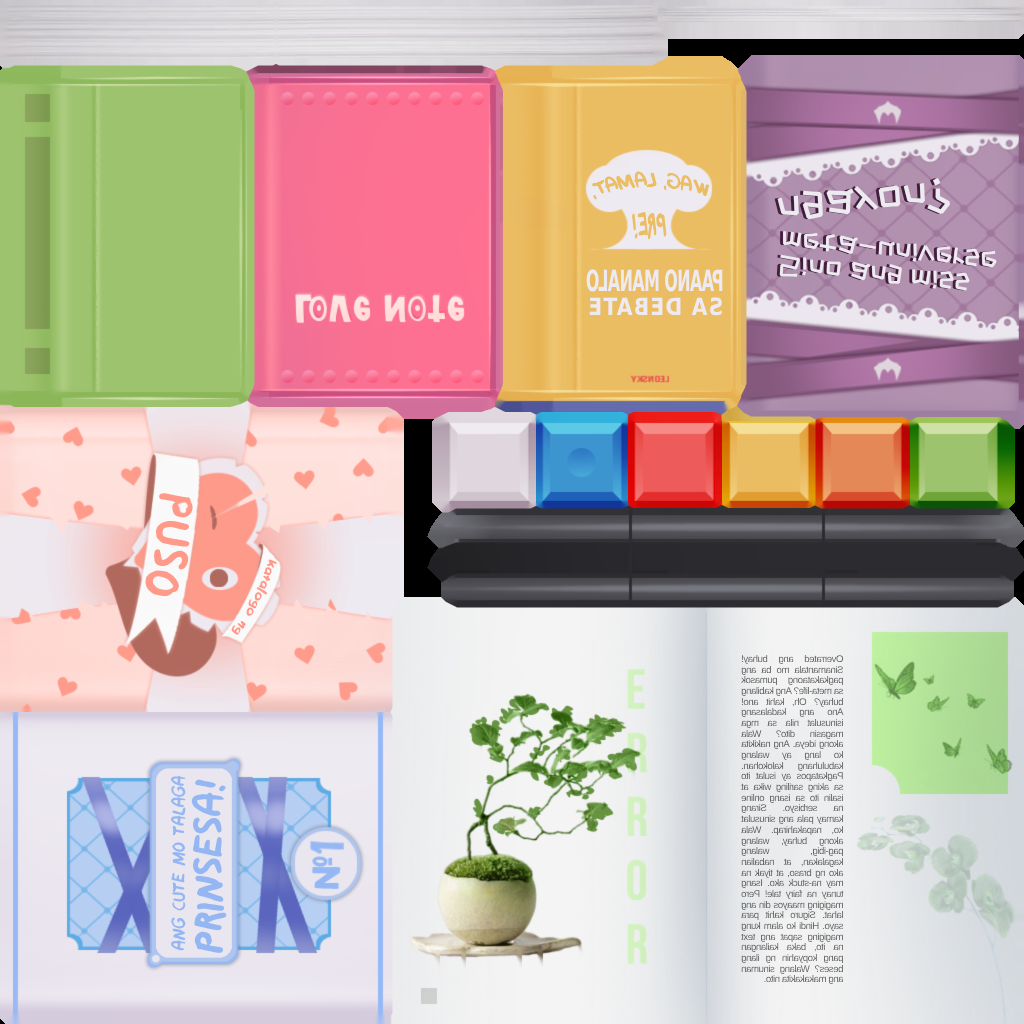 LOVE NOTE
WAG, LAMAT,
PRE!
PAANO MANALO
SA DEBATE
LEONSKY
Sino ang miss
meta-universe
ngayon?
katalogo ng
PUSO
ANG CUTE MO TALAGA
PRINSESA!
№1
ERROR
Overrated ang buhay!
Sinamantala mo ba ang
pagkakataong pumasok
sa meta-life? Ang kabilang
buhay? Oh, kahit ano!
Ano ang kadalasang
isinusulat nila sa mga
magasin dito? Wala
akong ideya. Ang nakikita
ko lang ay walang
kabuluhang kalokohan.
Pagkatapos ay isulat ito
sa aking sariling wika at
isalin ito sa isang online
na serbisyo. Sirang
kamay pala ang sinusulat
ko, napakahirap. Wala
akong buhay, walang
pag-ibig, walang
kagalakan, at nabalian
ako ng braso, at tiyak na
may na-stuck ako. Isang
tunay na fairy tale! Pero
magiging maayos din ang
lahat. Siguro kahit para
sayo. Hindi ko alam kung
magiging sapat ang text
na ito, baka kailangan
pang kopyahin ng ilang
beses? Walang sinuman
ang makakakita nito.